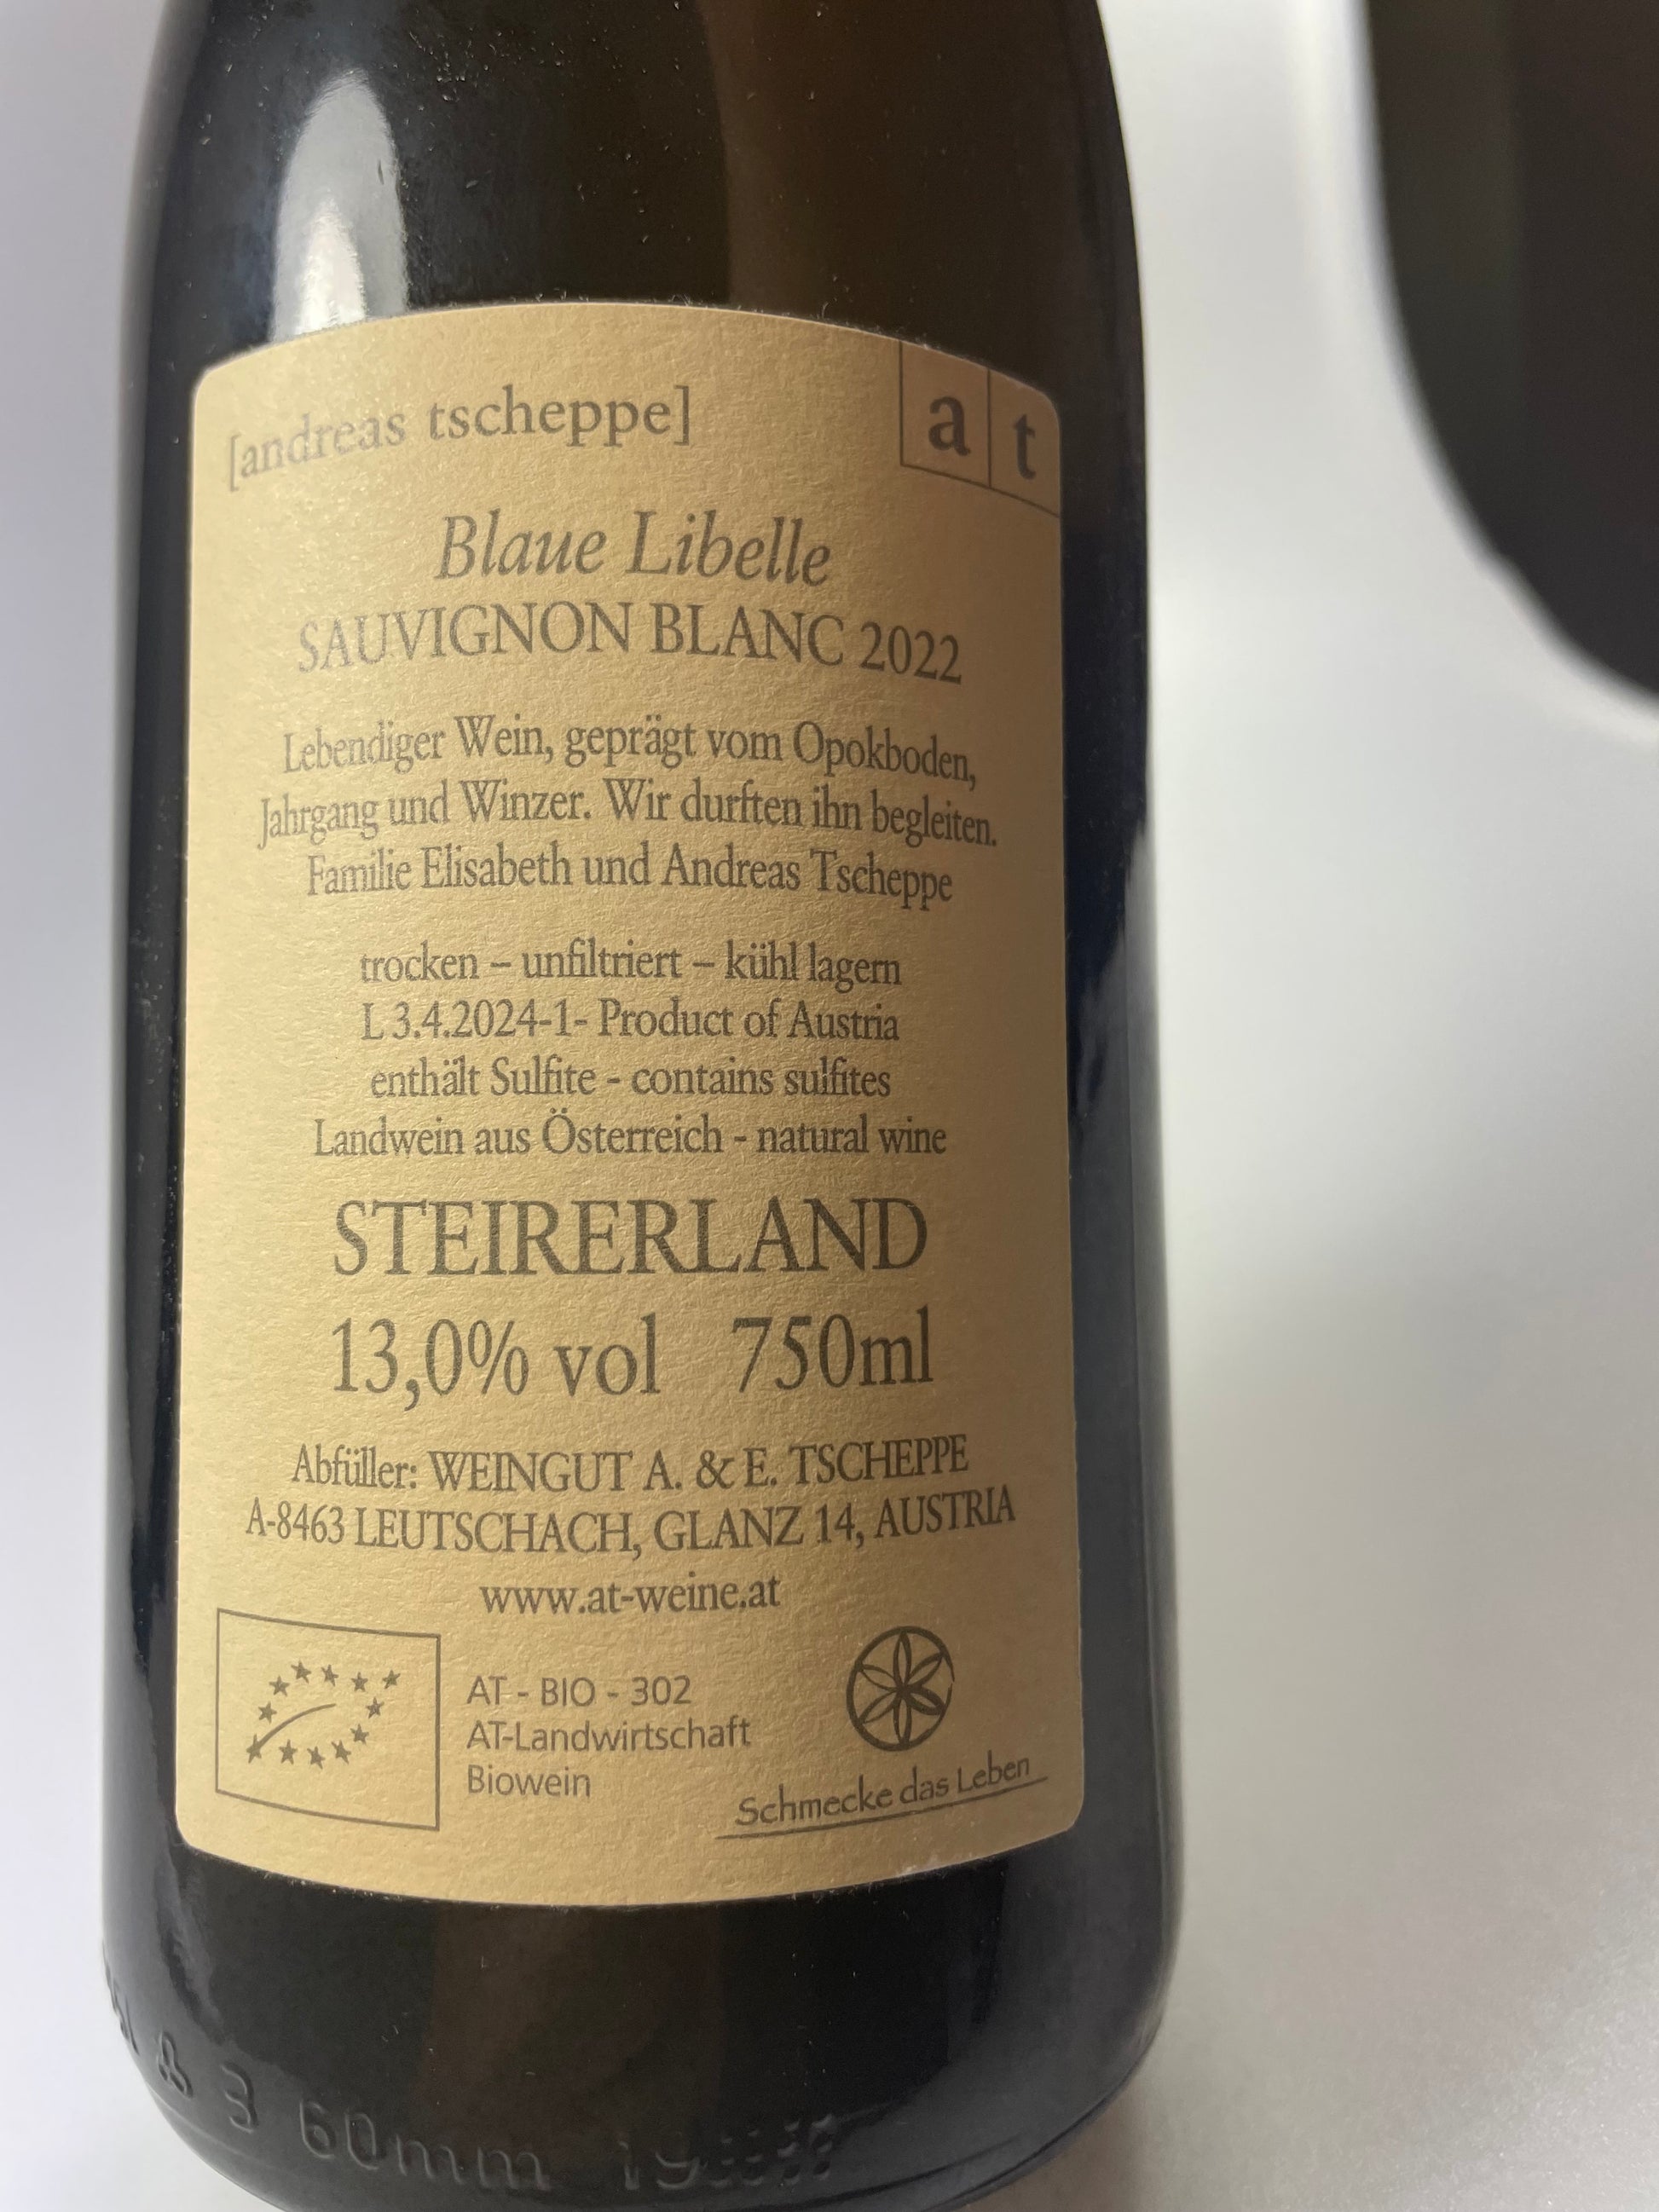 [andreas tscheppe]
a t
Blaue Libelle
SAUVIGNON BLANC 2022
Lebendiger Wein, geprägt vom Opokboden,
Jahrgang und Winzer. Wir durften ihn begleiten.
Familie Elisabeth und Andreas Tscheppe
trocken – unfiltriert – kühl lagern
L 3.4.2024-1- Product of Austria
enthält Sulfite - contains sulfites
Landwein aus Österreich - natural wine
STEIRERLAND
13,0% vol 750ml
Abfüller: WEINGUT A. & E. TSCHEPPE
A-8463 LEUTSCHACH, GLANZ 14, AUSTRIA
www.at-weine.at
AT - BIO - 302
AT-Landwirtschaft
Biowein
Schmecke das Leben
3 60mm 19